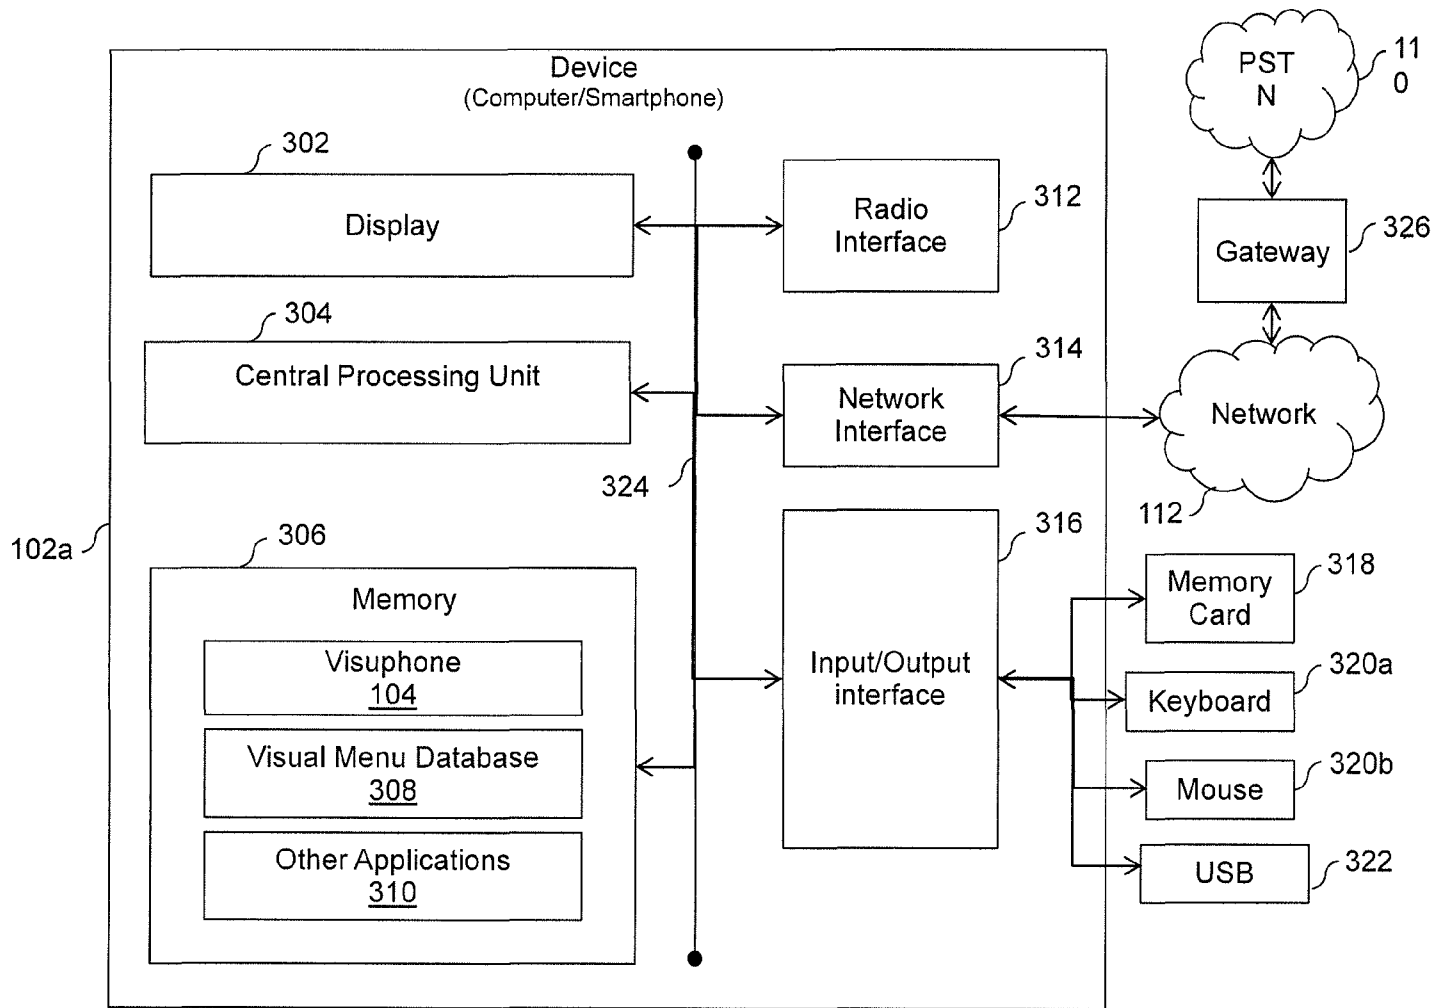 Device
(Computer/Smartphone)
PST
N
11
0
302
Display
Radio
Interface
312
Gateway
326
304
Central Processing Unit
314
Network
Interface
Network
112
324
102a
306
Memory
Visuphone
104
Visual Menu Database
308
Other Applications
310
316
Input/Output
interface
Memory
Card
318
Keyboard
320a
Mouse
320b
USB
322